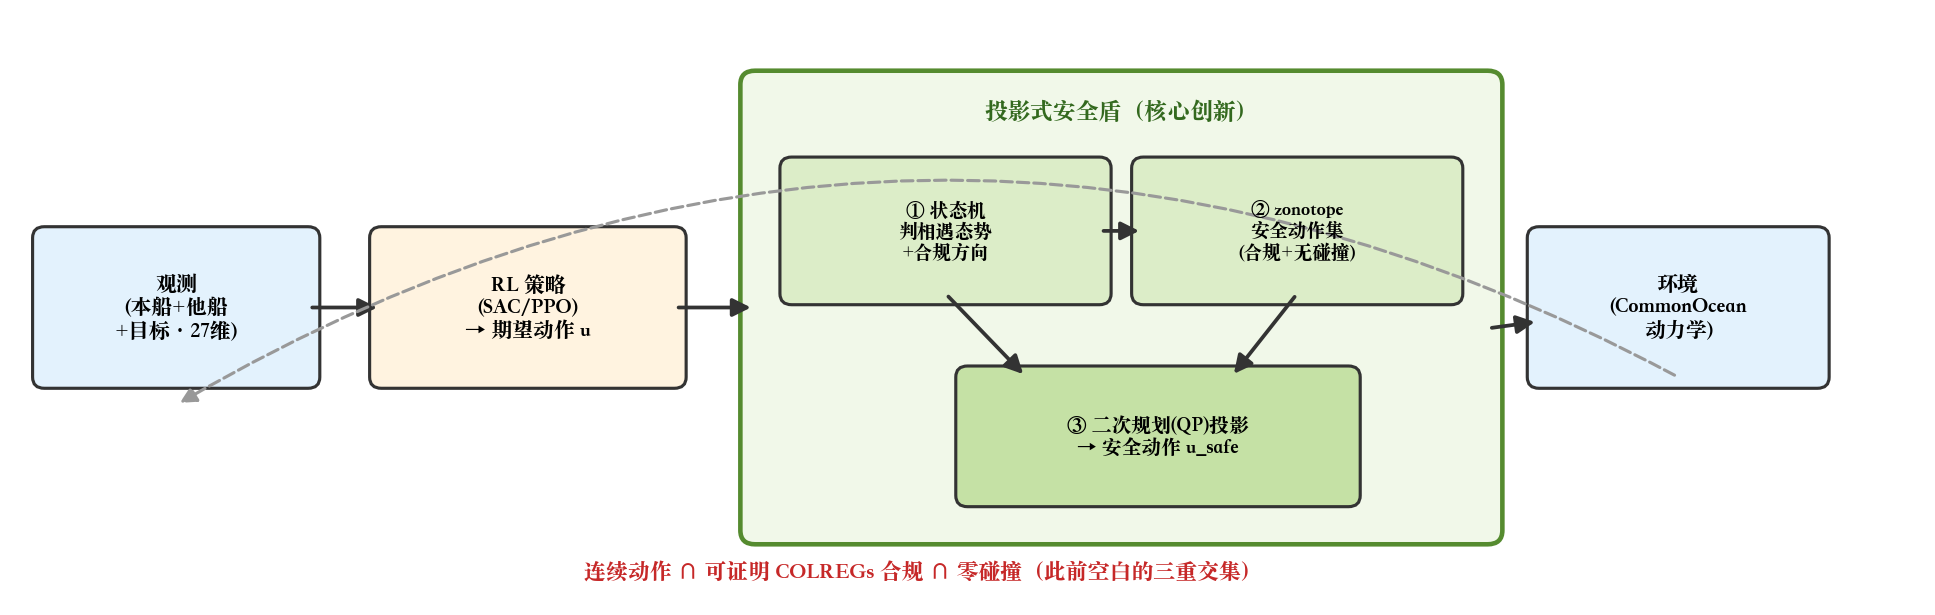 投影式安全盾（核心创新）
① 状态机
判相遇态势
+合规方向
② zonotope
安全动作集
(合规+无碰撞)
观测
(本船+他船
+目标·27维)
RL 策略
(SAC/PPO)
→ 期望动作 u
环境
(CommonOcean
动力学)
③ 二次规划(QP)投影
→ 安全动作 u_safe
连续动作 ∩ 可证明 COLREGs 合规 ∩ 零碰撞（此前空白的三重交集）